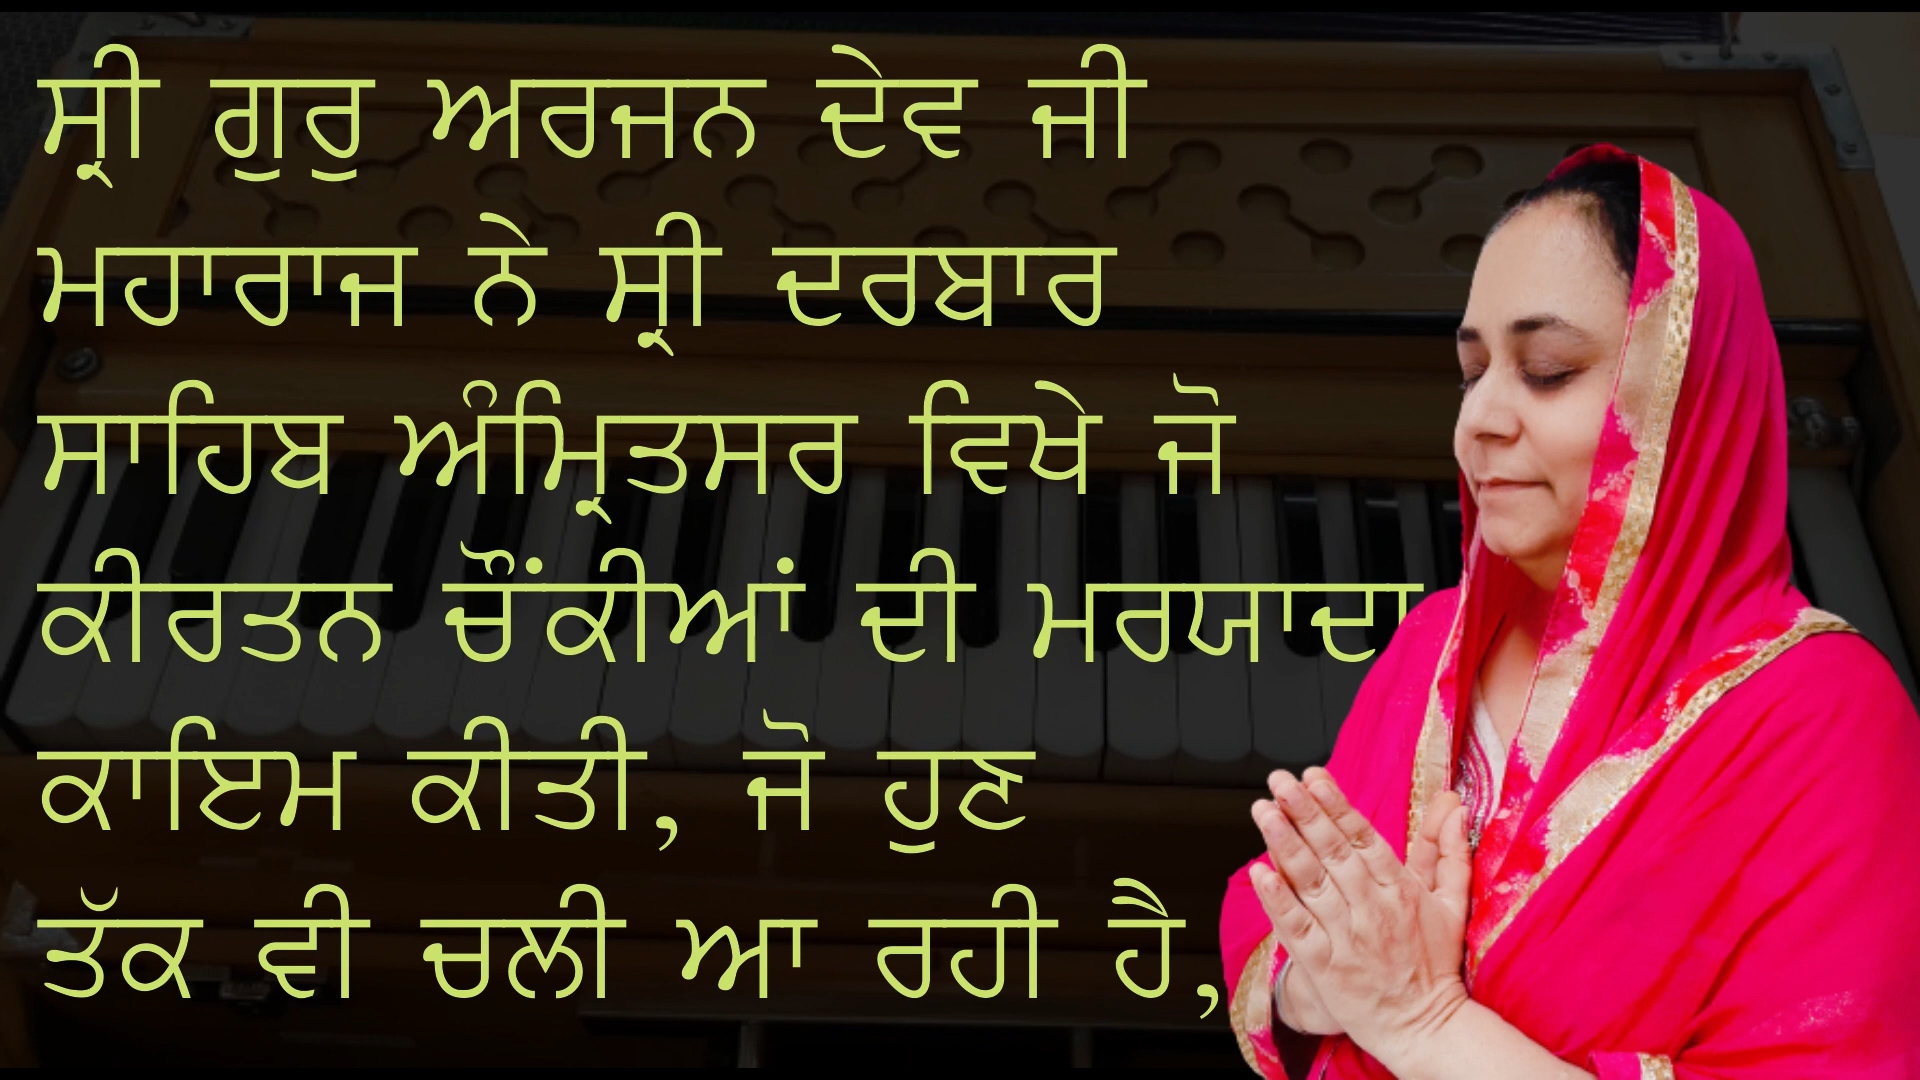 ਸ੍ਰੀ ਗੁਰੁ ਅਰਜਨ ਦੇਵ ਜੀ
ਮਹਾਰਾਜ ਨੇ ਸ੍ਰੀ ਦਰਬਾਰ
ਸਾਹਿਬ ਅੰਮ੍ਰਿਤਸਰ ਵਿਖੇ ਜੋ
ਕੀਰਤਨ ਚੌਂਕੀਆਂ ਦੀ ਮਰਯਾਦਾ
ਕਾਇਮ ਕੀਤੀ, ਜੋ ਹੁਣ
ਤੱਕ ਵੀ ਚਲੀ ਆ ਰਹੀ ਹੈ,